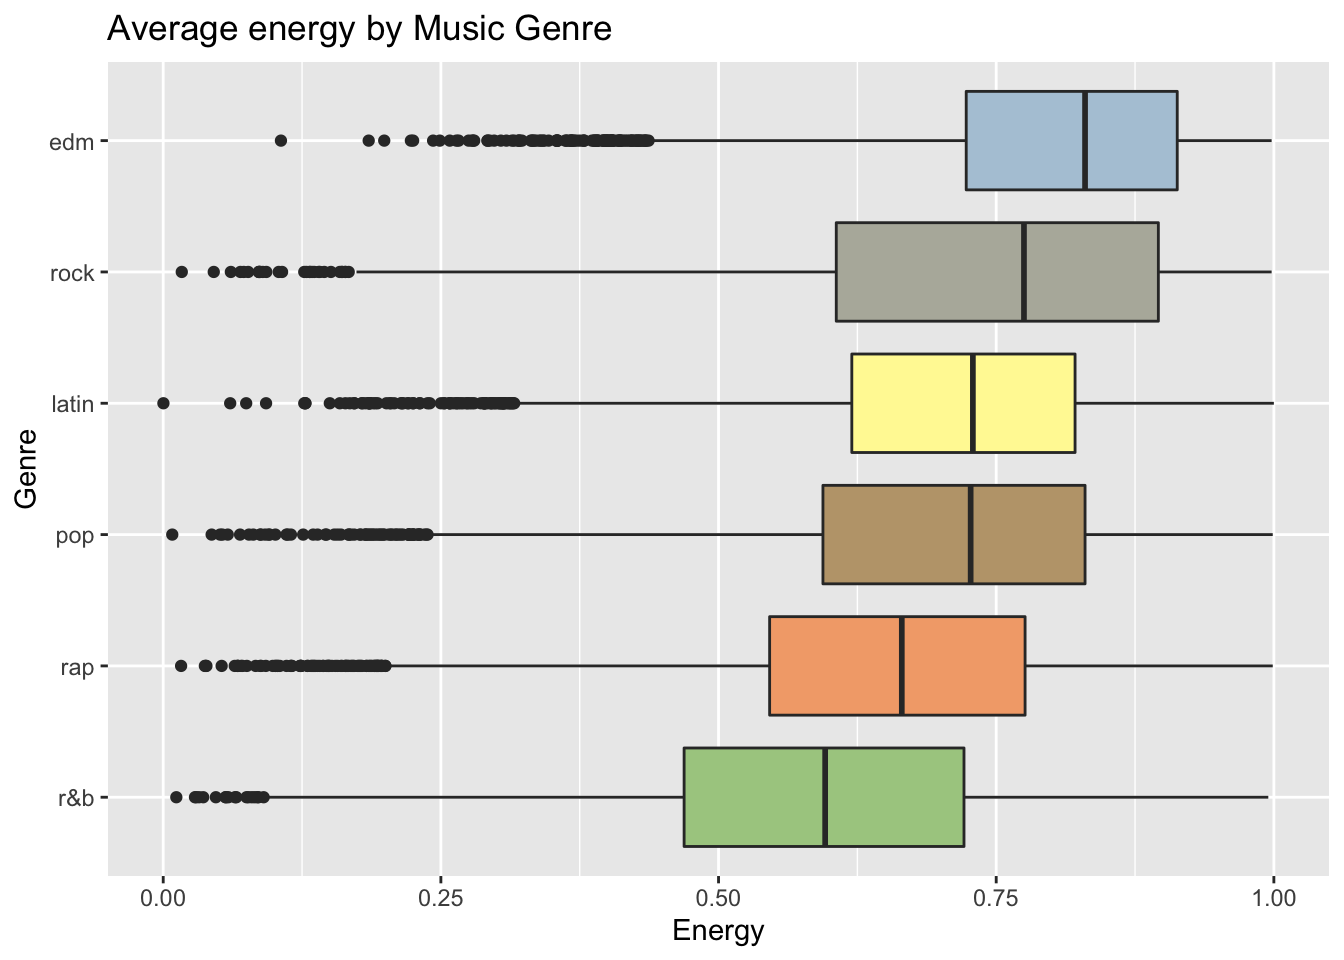 Average energy by Music Genre
Genre
edm
rock
latin
pop
rap
r&b
0.00 0.25 0.50 0.75 1.00
Energy